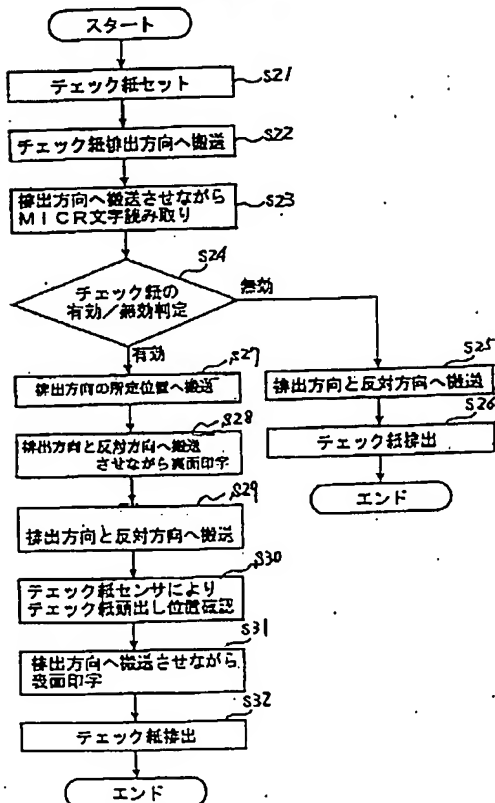 スタート
チェック紙セット
S21
チェック紙排出方向へ搬送
S22
排出方向へ搬送させながら
MICR文字読み取り
S23
S24
チェック紙の
有効/無効判定
無効
有効
S25
排出方向と反対方向へ搬送
S26
チェック紙排出
エンド
S27
排出方向の所定位置へ搬送
S28
排出方向と反対方向へ搬送
させながら裏面印字
S29
排出方向と反対方向へ搬送
S30
チェック紙センサにより
チェック紙頭出し位置確認
S31
排出方向へ搬送させながら
表面印字
S32
チェック紙排出
エンド